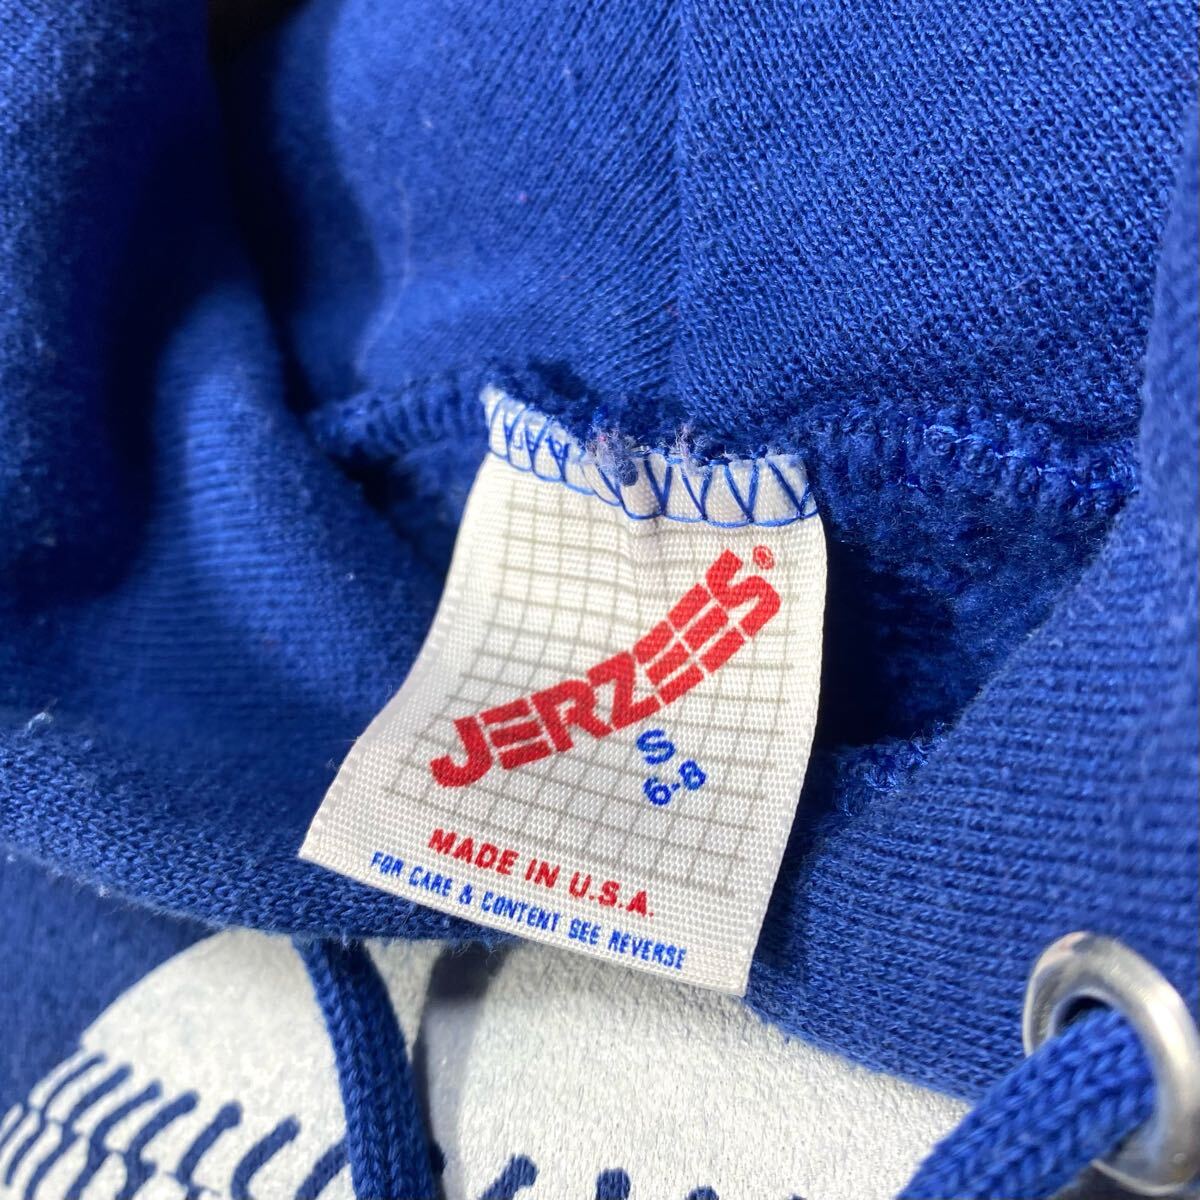 JERZEES®
S
6-8
MADE IN U.S.A.
FOR CARE & CONTENT SEE REVERSE